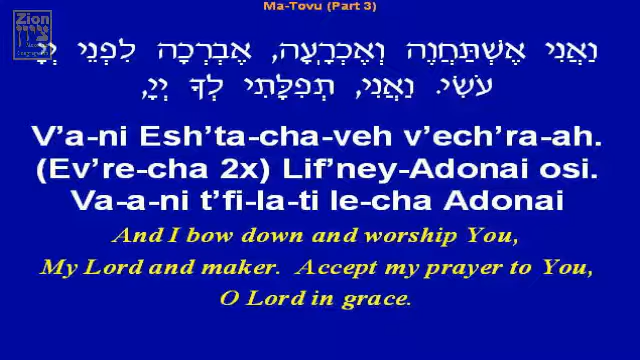 Ma-Tovu (Part 3)
Zion
וַאֲנִי אֶשְׁתַּחֲוֶה וְאֶכְרָֽעָה, אֶבְרְכָה לִפְנֵי יְיָ
עֹשִׂי. וַאֲנִי, תְפִלָּתִי לְךָ יְיָ,
V’a-ni Esh’ta-cha-veh v’ech’ra-ah.
(Ev’re-cha 2x) Lif’ney-Adonai osi.
Va-a-ni t’fi-la-ti le-cha Adonai
And I bow down and worship You,
My Lord and maker. Accept my prayer to You,
O Lord in grace.